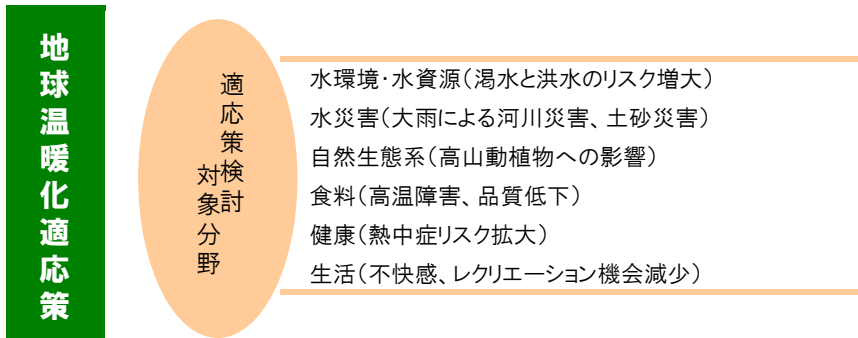 地球温暖化適応策
適応策検討
対象分野
水環境・水資源（渇水と洪水のリスク増大）
水災害（大雨による河川災害、土砂災害）
自然生態系（高山動植物への影響）
食料（高温障害、品質低下）
健康（熱中症リスク拡大）
生活（不快感、レクリエーション機会減少）